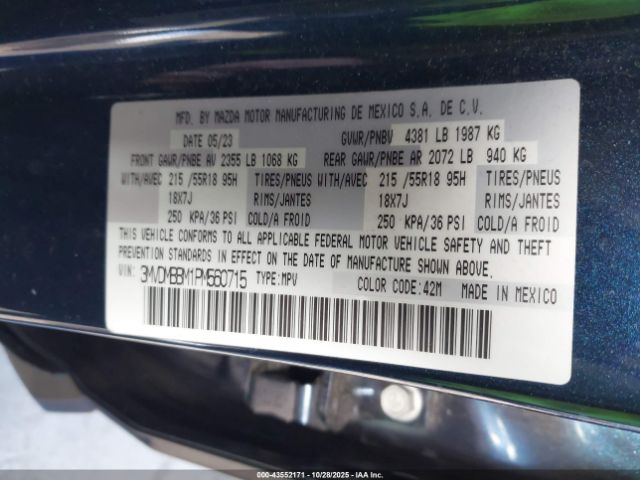 MFD. BY MAZDA MOTOR MANUFACTURING DE MEXICO S.A. DE C.V.
DATE 05/23 GVWR/PNBV 4381 LB 1987 KG
FRONT GAWR/PNBE AV 2355 LB 1068 KG REAR GAWR/PNBE AR 2072 LB 940 KG
WITH/AVEC 215 /55R18 95H TIRES/PNEUS WITH/AVEC 215 /55R18 95H TIRES/PNEUS
18X7J RIMS/JANTES 18X7J RIMS/JANTES
250 KPA/36 PSI COLD/A FROID 250 KPA/36 PSI COLD/A FROID
THIS VEHICLE CONFORMS TO ALL APPLICABLE FEDERAL MOTOR VEHICLE SAFETY AND THEFT
PREVENTION STANDARDS IN EFFECT ON THE DATE OF MANUFACTURE SHOWN ABOVE.
VIN: 3MVDMBBM1PM560715 TYPE:MPV COLOR CODE:42M MADE IN MEXICO
000-43552171 - 10/28/2025 - IAA, Inc.